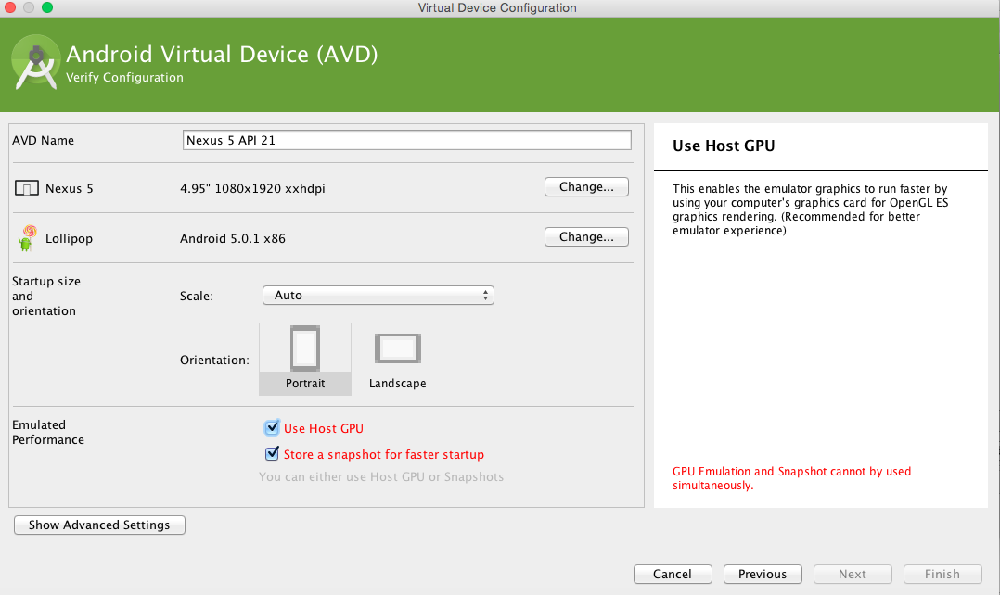 Virtual Device Configuration
Android Virtual Device (AVD)
Verify Configuration
AVD Name
Nexus 5 API 21
Nexus 5
4.95" 1080x1920 xxhdpi
Change...
Lollipop
Android 5.0.1 x86
Change...
Startup size
and
orientation
Scale:
Auto
Orientation:
Portrait
Landscape
Emulated
Performance
Use Host GPU
Store a snapshot for faster startup
You can either use Host GPU or Snapshots
Use Host GPU
This enables the emulator graphics to run faster by
using your computer's graphics card for OpenGL ES
graphics rendering. (Recommended for better
emulator experience)
GPU Emulation and Snapshot cannot by used
simultaneously.
Show Advanced Settings
Cancel
Previous
Next
Finish